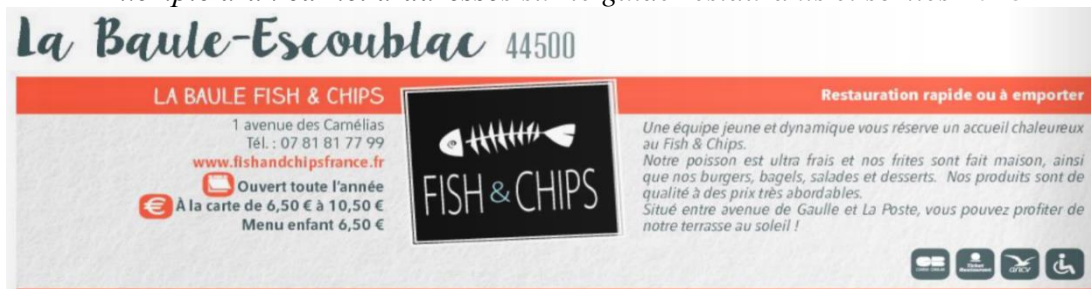 La Baule-Escoublac 44500
LA BAULE FISH & CHIPS
1 avenue des Camélias
Tél. : 07 81 81 77 99
www.fishandchipsfrance.fr
Ouvert toute l'année
€ À la carte de 6,50 € à 10,50 €
Menu enfant 6,50 €
FISH & CHIPS
Restauration rapide ou à emporter
Une équipe jeune et dynamique vous réserve un accueil chaleureux
au Fish & Chips.
Notre poisson est ultra frais et nos frites sont fait maison, ainsi
que nos burgers, bagels, salades et desserts. Nos produits sont de
qualité à des prix très abordables.
Situé entre avenue de Gaulle et La Poste, vous pouvez profiter de
notre terrasse au soleil !
CB
Ticket
Restaurant
ancv